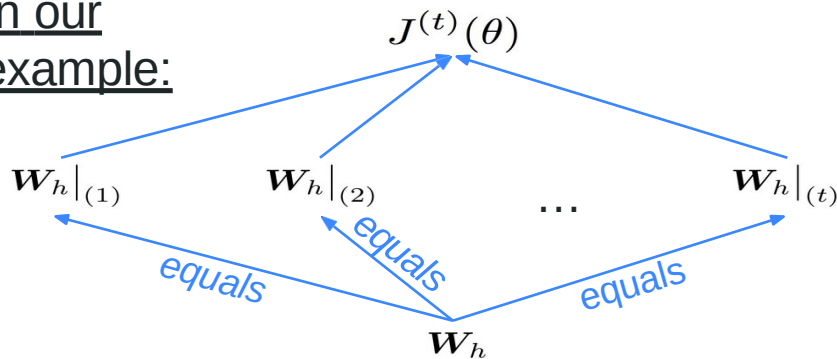 n our
example:
J^{(t)}(θ)
W_h|_{(1)} W_h|_{(2)} ... W_h|_{(t)}
equals equals equals
W_h